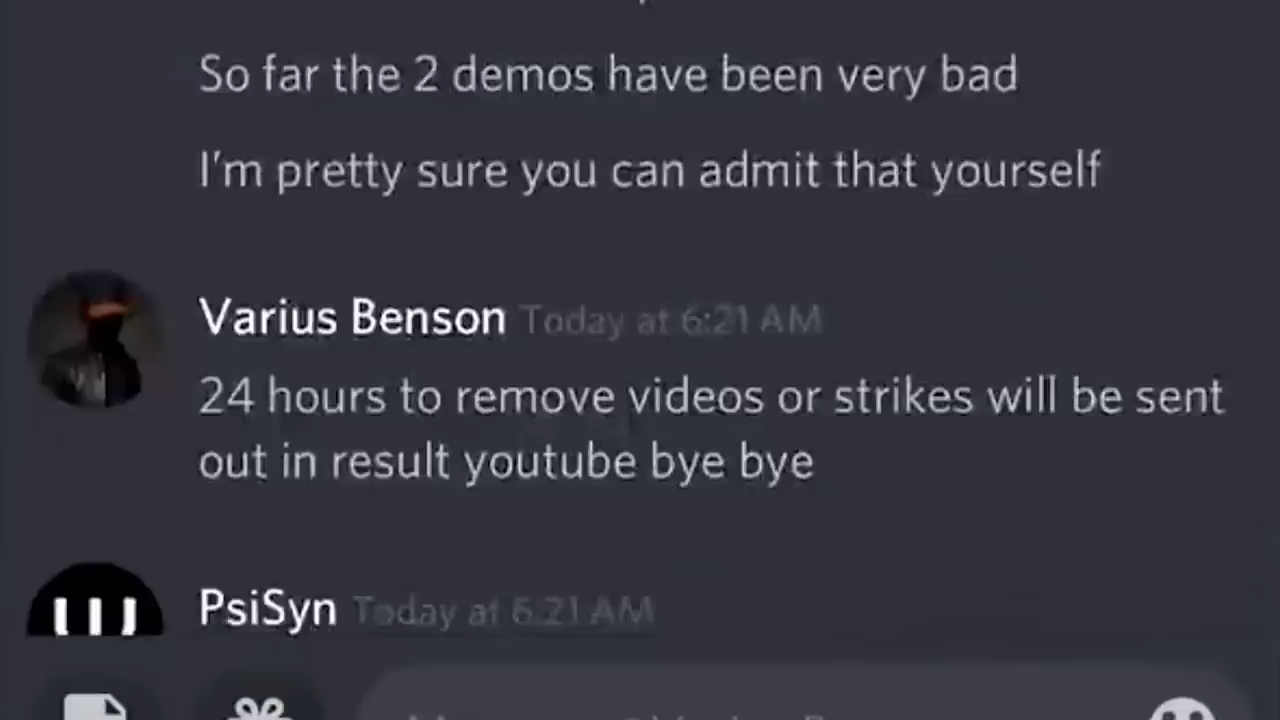 So far the 2 demos have been very bad
I'm pretty sure you can admit that yourself
Varius Benson Today at 6:21 AM
24 hours to remove videos or strikes will be sent
out in result youtube bye bye
PsiSyn Today at 6:21 AM